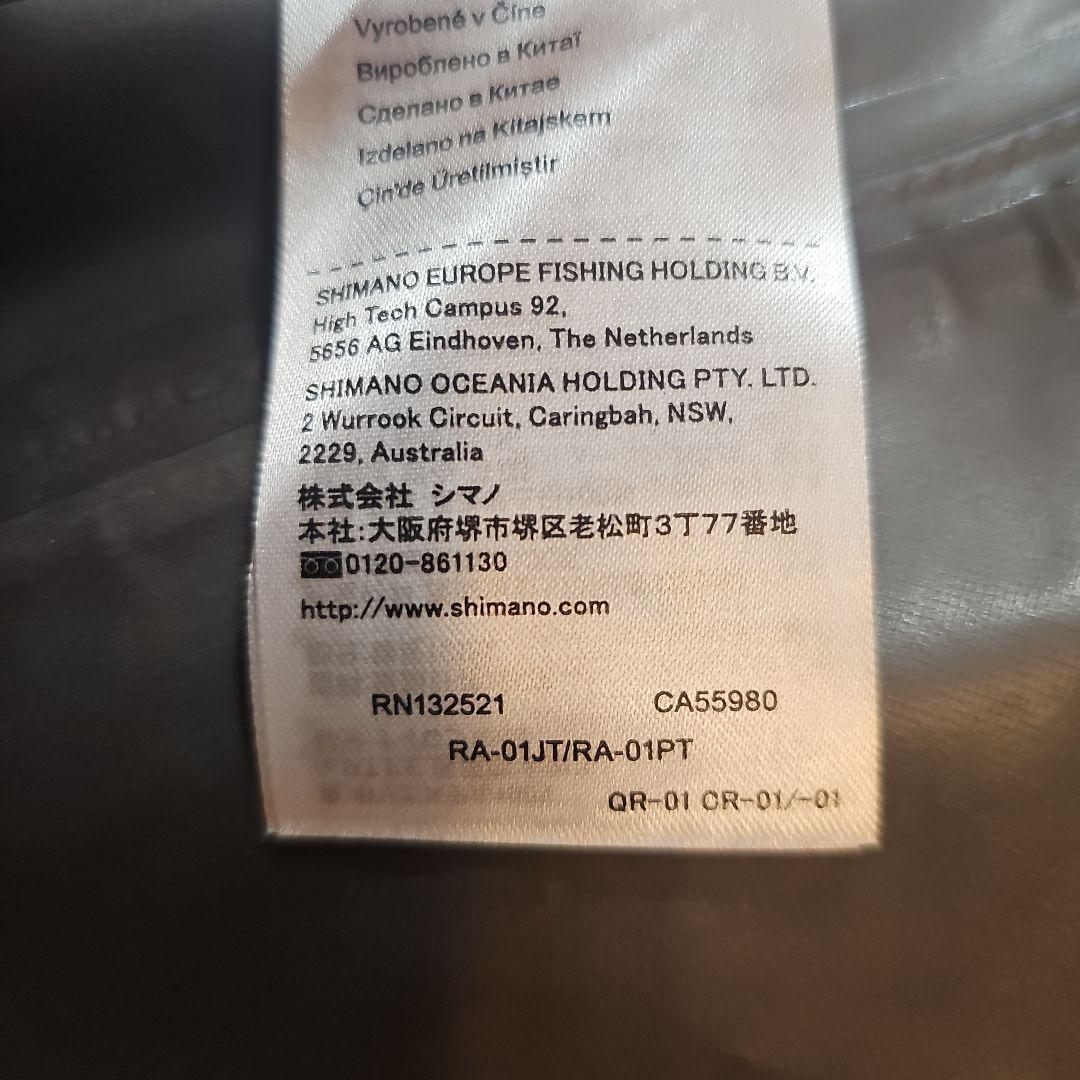 Vyrobené v Číne
Вироблено в Китаї
Сделано в Китае
Izdelano na Kitajskem
Çin'de Üretilmiştir
SHIMANO EUROPE FISHING HOLDING B.V.
High Tech Campus 92,
5656 AG Eindhoven, The Netherlands
SHIMANO OCEANIA HOLDING PTY. LTD.
2 Wurrook Circuit, Caringbah, NSW,
2229, Australia
株式会社 シマノ
本社:大阪府堺市堺区老松町3丁77番地
0120-861130
http://www.shimano.com
RN132521 CA55980
RA-01JT/RA-01PT
QR-01 CR-01/-01